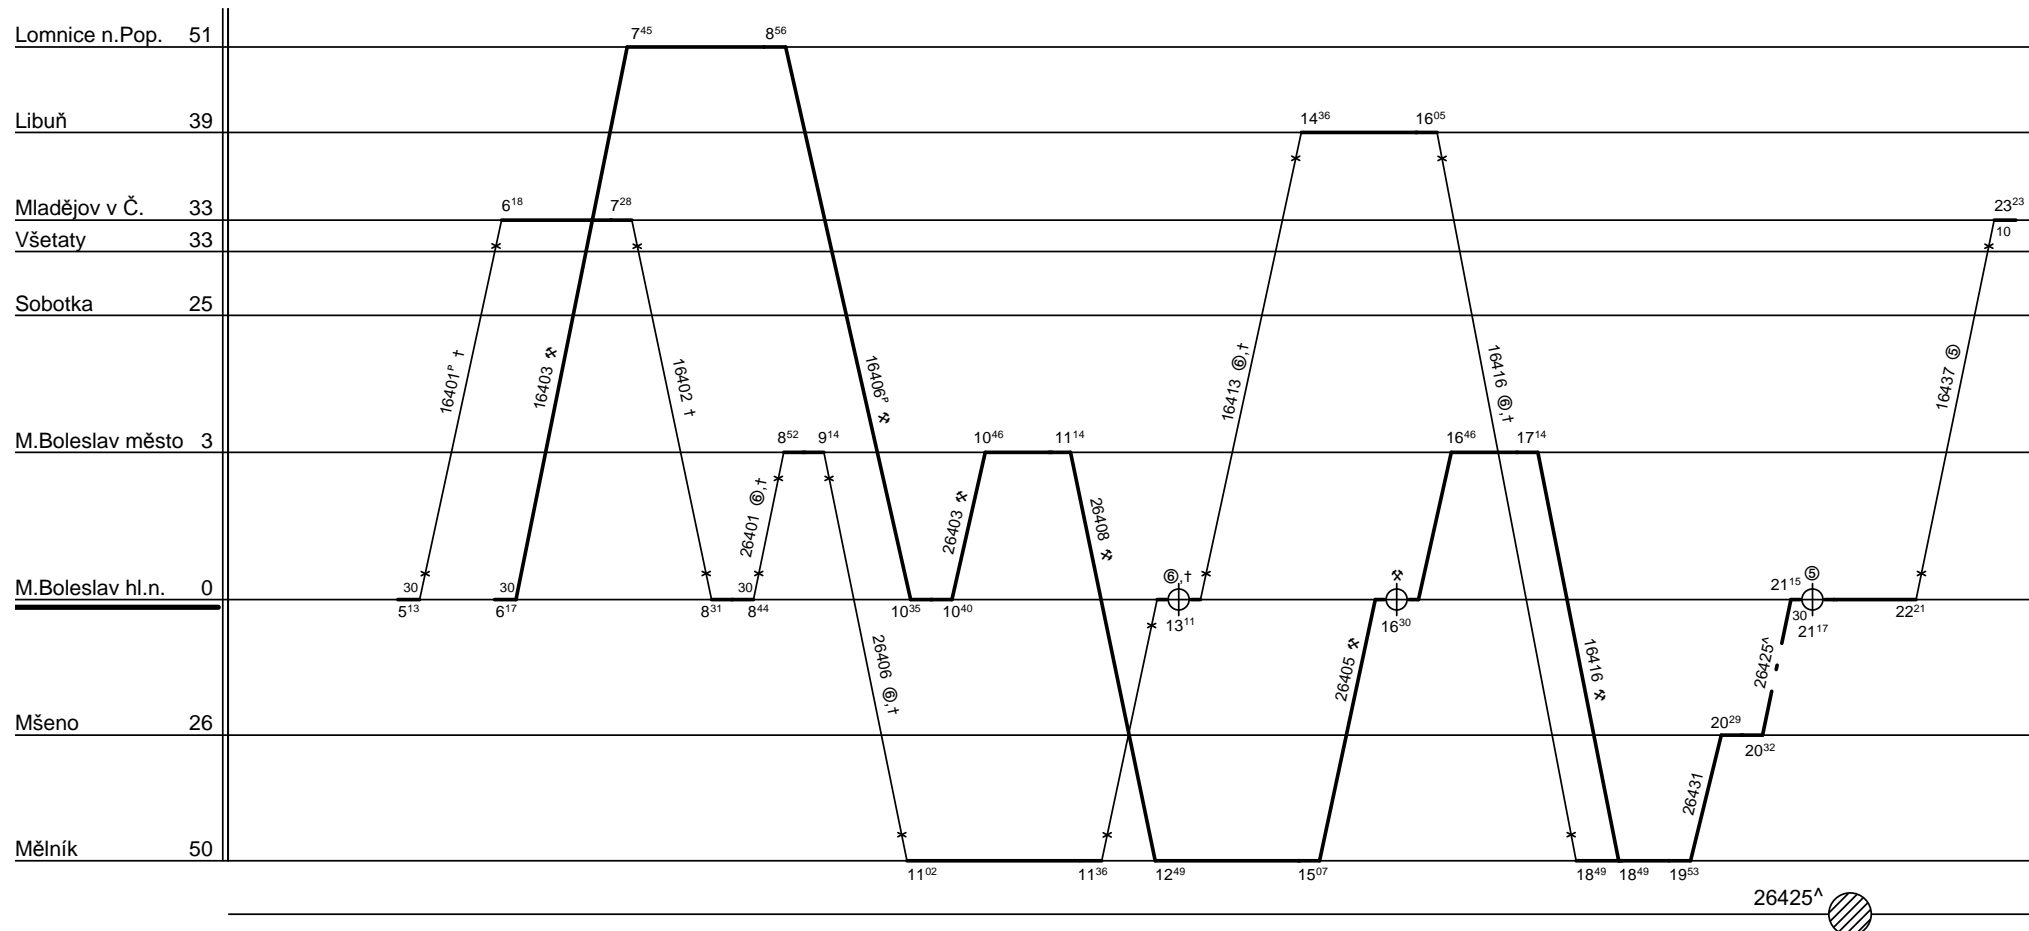 Lomnice n.Pop. 51 7⁴⁵ 8⁵⁶
Libuň 39 14³⁶ 16⁰⁵
Mladějov v Č. 33 6¹⁸ 7²⁸ 23²³
10
Všetaty 33
Sobotka 25
16401ᴾ †
16403 ⚒
16402 †
16406ᴾ ⚒
16413 ⑥,†
16416 ⑥,†
16437 ⑤
M.Boleslav město 3 8⁵² 9¹⁴ 10⁴⁶ 11¹⁴ 16⁴⁶ 17¹⁴
26401 ⑥,†
26403 ⚒
26408 ⚒
⑥,† ⚒ ⑤
M.Boleslav hl.n. 0 30 30 30 21¹⁵
5¹³ 6¹⁷ 8³¹ 8⁴⁴ 10³⁵ 10⁴⁰ 13¹¹ 16³⁰ 30 21¹⁷ 22²¹
26406 ⑥,†
26405 ⚒
16416 ⚒
26425^
Mšeno 26 20²⁹
20³²
26431
Mělník 50
11⁰² 11³⁶ 12⁴⁹ 15⁰⁷ 18⁴⁹ 18⁴⁹ 19⁵³
26425^